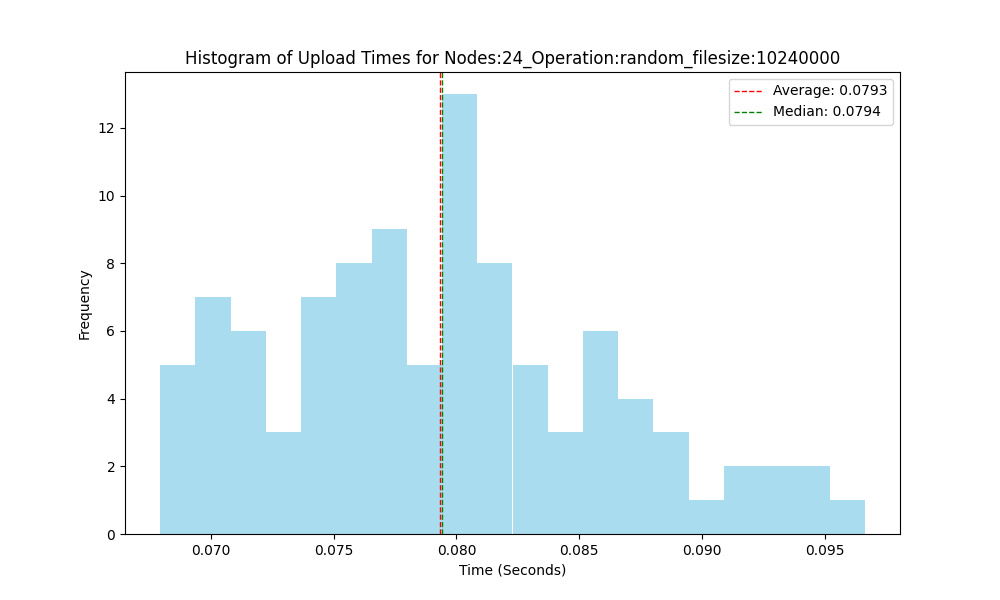 Histogram of Upload Times for Nodes:24_Operation:random_filesize:10240000
Average: 0.0793
Median: 0.0794
Frequency
12
10
8
6
4
2
0
0.070 0.075 0.080 0.085 0.090 0.095
Time (Seconds)